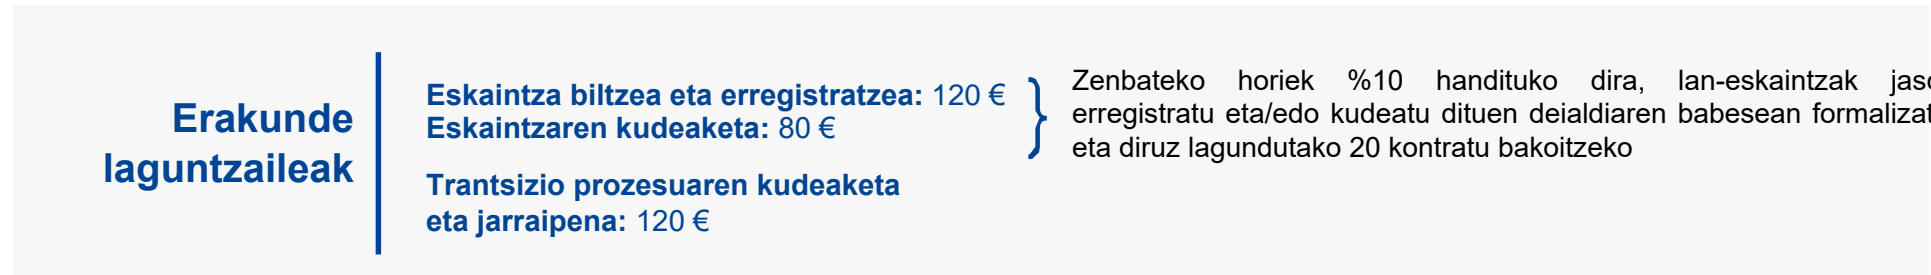 Erakunde
laguntzaileak
Eskaintza biltzea eta erregistratzea: 120 €
Eskaintzaren kudeaketa: 80 €
Trantsizio prozesuaren kudeaketa
eta jarraipena: 120 €
Zenbateko horiek %10 handituko dira, lan-eskaintzak
erregistratu eta/edo kudeatu dituen deialdiaren babesean
eta diruz lagundutako 20 kontratu bakoitzeko